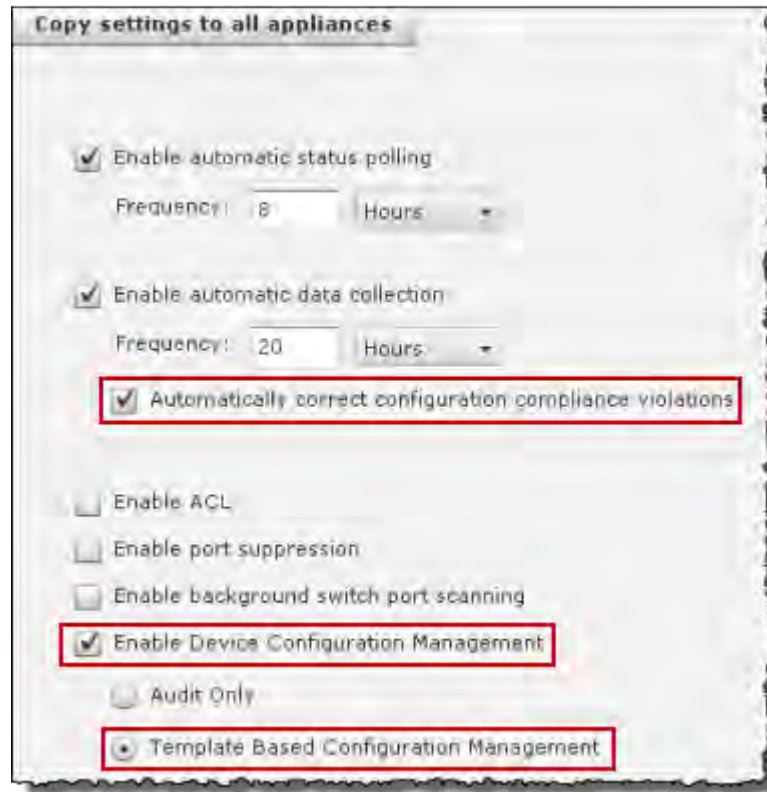 Copy settings to all appliances
Enable automatic status polling
Frequency: 8 Hours
Enable automatic data collection
Frequency: 20 Hours
Automatically correct configuration compliance violations
Enable ACL
Enable port suppression
Enable background switch port scanning
Enable Device Configuration Management
Audit Only
Template Based Configuration Management